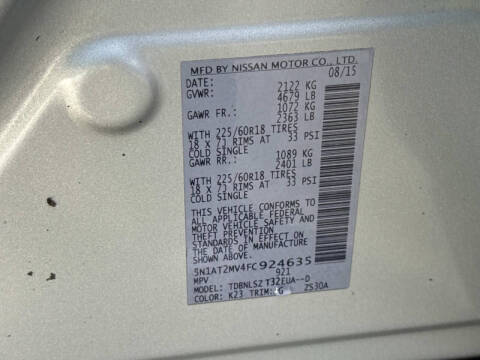 MFD BY NISSAN MOTOR CO., LTD.
DATE: 08/15
GVWR: 2122 KG
4679 LB
GAWR FR.: 1072 KG
2363 LB
WITH 225/60R18 TIRES
18 X 7J RIMS AT 33 PSI
COLD SINGLE
GAWR RR.: 1089 KG
2401 LB
WITH 225/60R18 TIRES
18 X 7J RIMS AT 33 PSI
COLD SINGLE
THIS VEHICLE CONFORMS TO
ALL APPLICABLE FEDERAL
MOTOR VEHICLE SAFETY AND
THEFT PREVENTION
STANDARDS IN EFFECT ON
THE DATE OF MANUFACTURE
SHOWN ABOVE.
5N1AT2MV4FC924635
MPV 921
MODEL: TDBNLSZ T32EUA--D
COLOR: K23 TRIM: G ZS30A